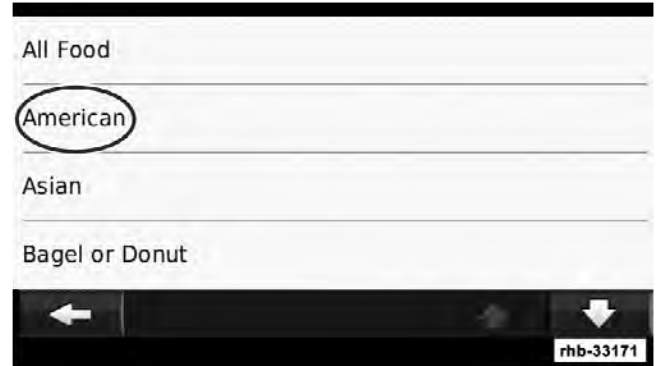 All Food
American
Asian
Bagel or Donut
rhb-33171